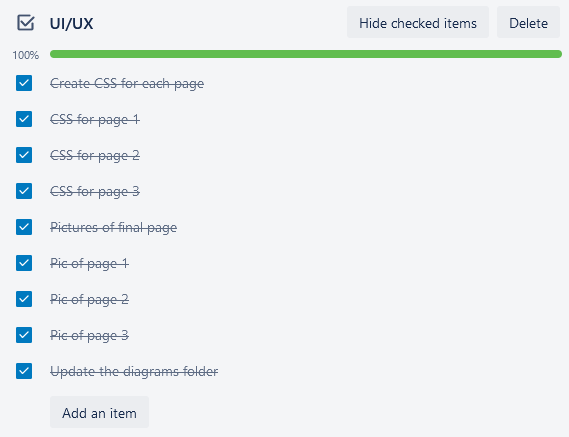 UI/UX Hide checked items Delete
100%
Create CSS for each page
CSS for page 1
CSS for page 2
CSS for page 3
Pictures of final page
Pic of page 1
Pic of page 2
Pic of page 3
Update the diagrams folder
Add an item